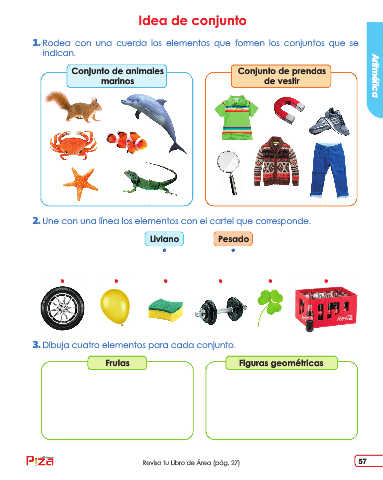 Idea de conjunto
1. Rodea con una cuerda los elementos que formen los conjuntos que se
indican.
Conjunto de animales
marinos
Conjunto de prendas
de vestir
Aritmética
2. Une con una línea los elementos con el cartel que corresponde.
Liviano
Pesado
3. Dibuja cuatro elementos para cada conjunto.
Frutas
Figuras geométricas
Pizā
Revisa tu Libro de Área (pág. 27)
57